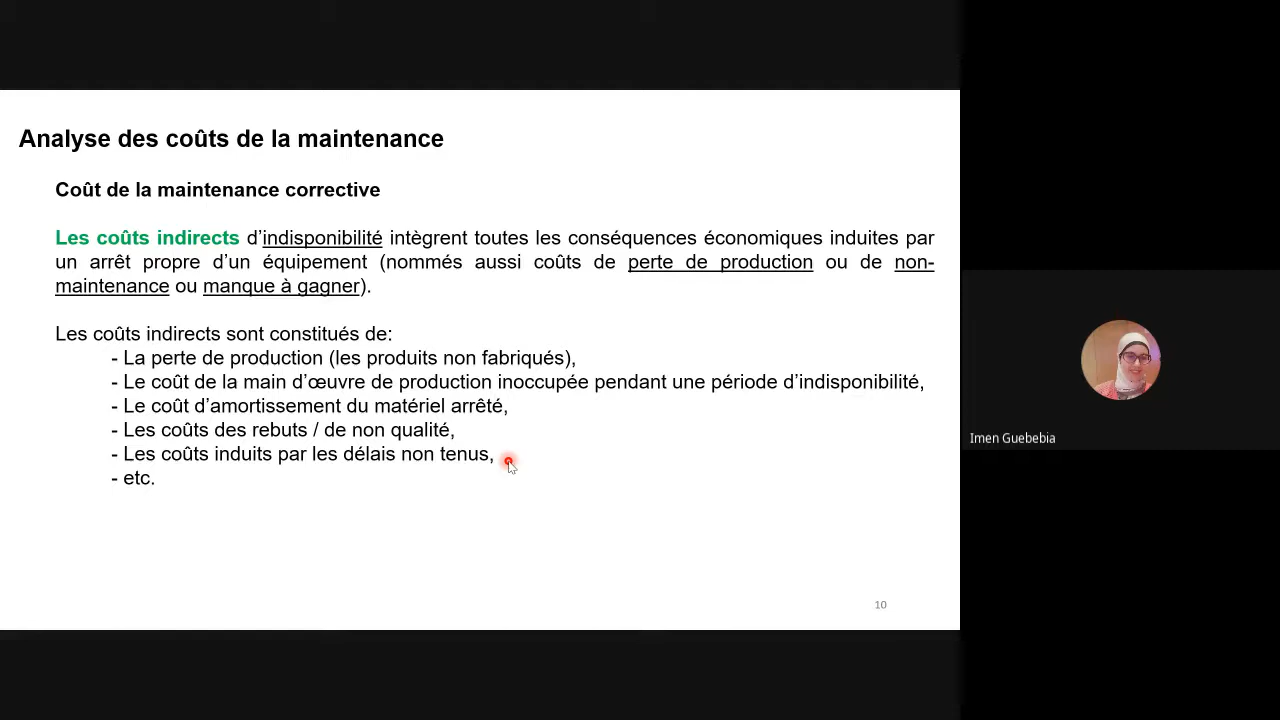 Analyse des coûts de la maintenance
Coût de la maintenance corrective
Les coûts indirects d’indisponibilité intègrent toutes les conséquences économiques induites par
un arrêt propre d’un équipement (nommés aussi coûts de perte de production ou de non-
maintenance ou manque à gagner).
Les coûts indirects sont constitués de:
- La perte de production (les produits non fabriqués),
- Le coût de la main d’œuvre de production inoccupée pendant une période d’indisponibilité,
- Le coût d’amortissement du matériel arrêté,
- Les coûts des rebuts / de non qualité,
- Les coûts induits par les délais non tenus,
- etc.
10
Imen Guebebia